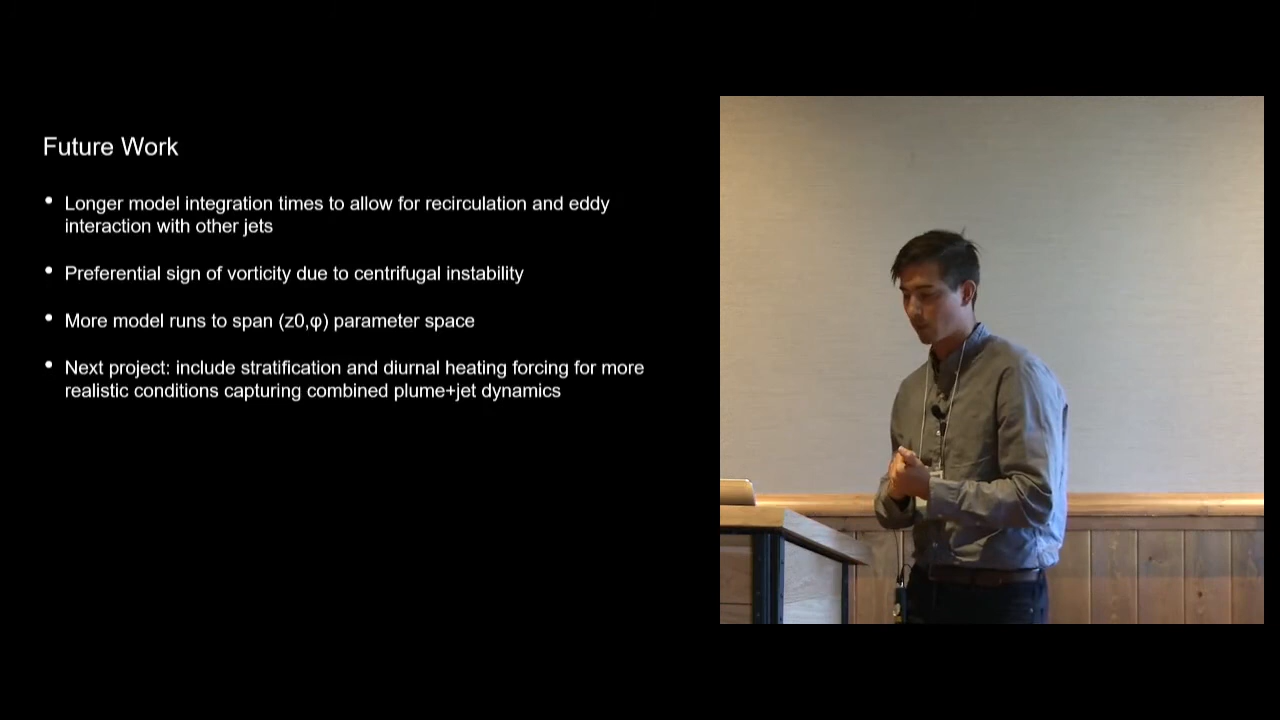 Future Work
• Longer model integration times to allow for recirculation and eddy
interaction with other jets
• Preferential sign of vorticity due to centrifugal instability
• More model runs to span (z0,φ) parameter space
• Next project: include stratification and diurnal heating forcing for more
realistic conditions capturing combined plume+jet dynamics